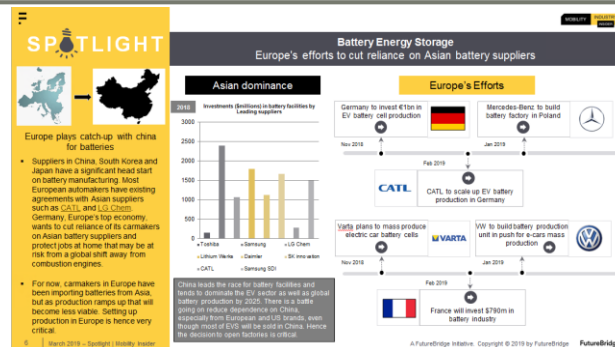 MOBILITY
INDUSTRY
SPOTLIGHT
Battery Energy Storage
Europe's efforts to cut reliance on Asian battery suppliers
Europe plays catch-up with china
for batteries
• Suppliers in China, South Korea and
Japan have a significant head start
on battery manufacturing. Most
European automakers have existing
agreements with Asian suppliers
such as CATL and LG Chem.
Germany, Europe's top economy,
wants to cut reliance of its carmakers
on Asian battery suppliers and
protect jobs at home that may be at
risk from a global shift away from
combustion engines.
• For now, carmakers in Europe have
been importing batteries from Asia,
but as production ramps up that will
become less viable. Setting up
production in Europe is hence very
critical.
6 March 2019 – Spotlight | Mobility Insider
Asian dominance
2018
Investments ($millions) in battery facilities by
Leading suppliers
3000
2500
2000
1500
1000
500
0
Toshiba Samsung LG Chem
Lithium Werks Daimler SK innovation
CATL Samsung SDI
China leads the race for battery facilities and
tends to dominate the EV sector as well as global
battery production by 2025. There is a battle
going on reduce dependence on China,
especially from European and US brands, even
though most of EVS will be sold in China. Hence
the decision to open factories is critical.
Europe's Efforts
Germany to invest €1bn in
EV battery cell production
Mercedes-Benz to build
battery factory in Poland
Nov 2018
Jan 2019
Feb 2019
CATL
CATL to scale up EV battery
production in Germany
Varta plans to mass produce
electric car battery cells
VARTA
VW to build battery production
unit in push for e-cars mass
production
Nov 2018
Jan 2019
Feb 2019
France will invest $790m in
battery industry
A FutureBridge Initiative. Copyright © 2019 by FutureBridge
FutureBridge